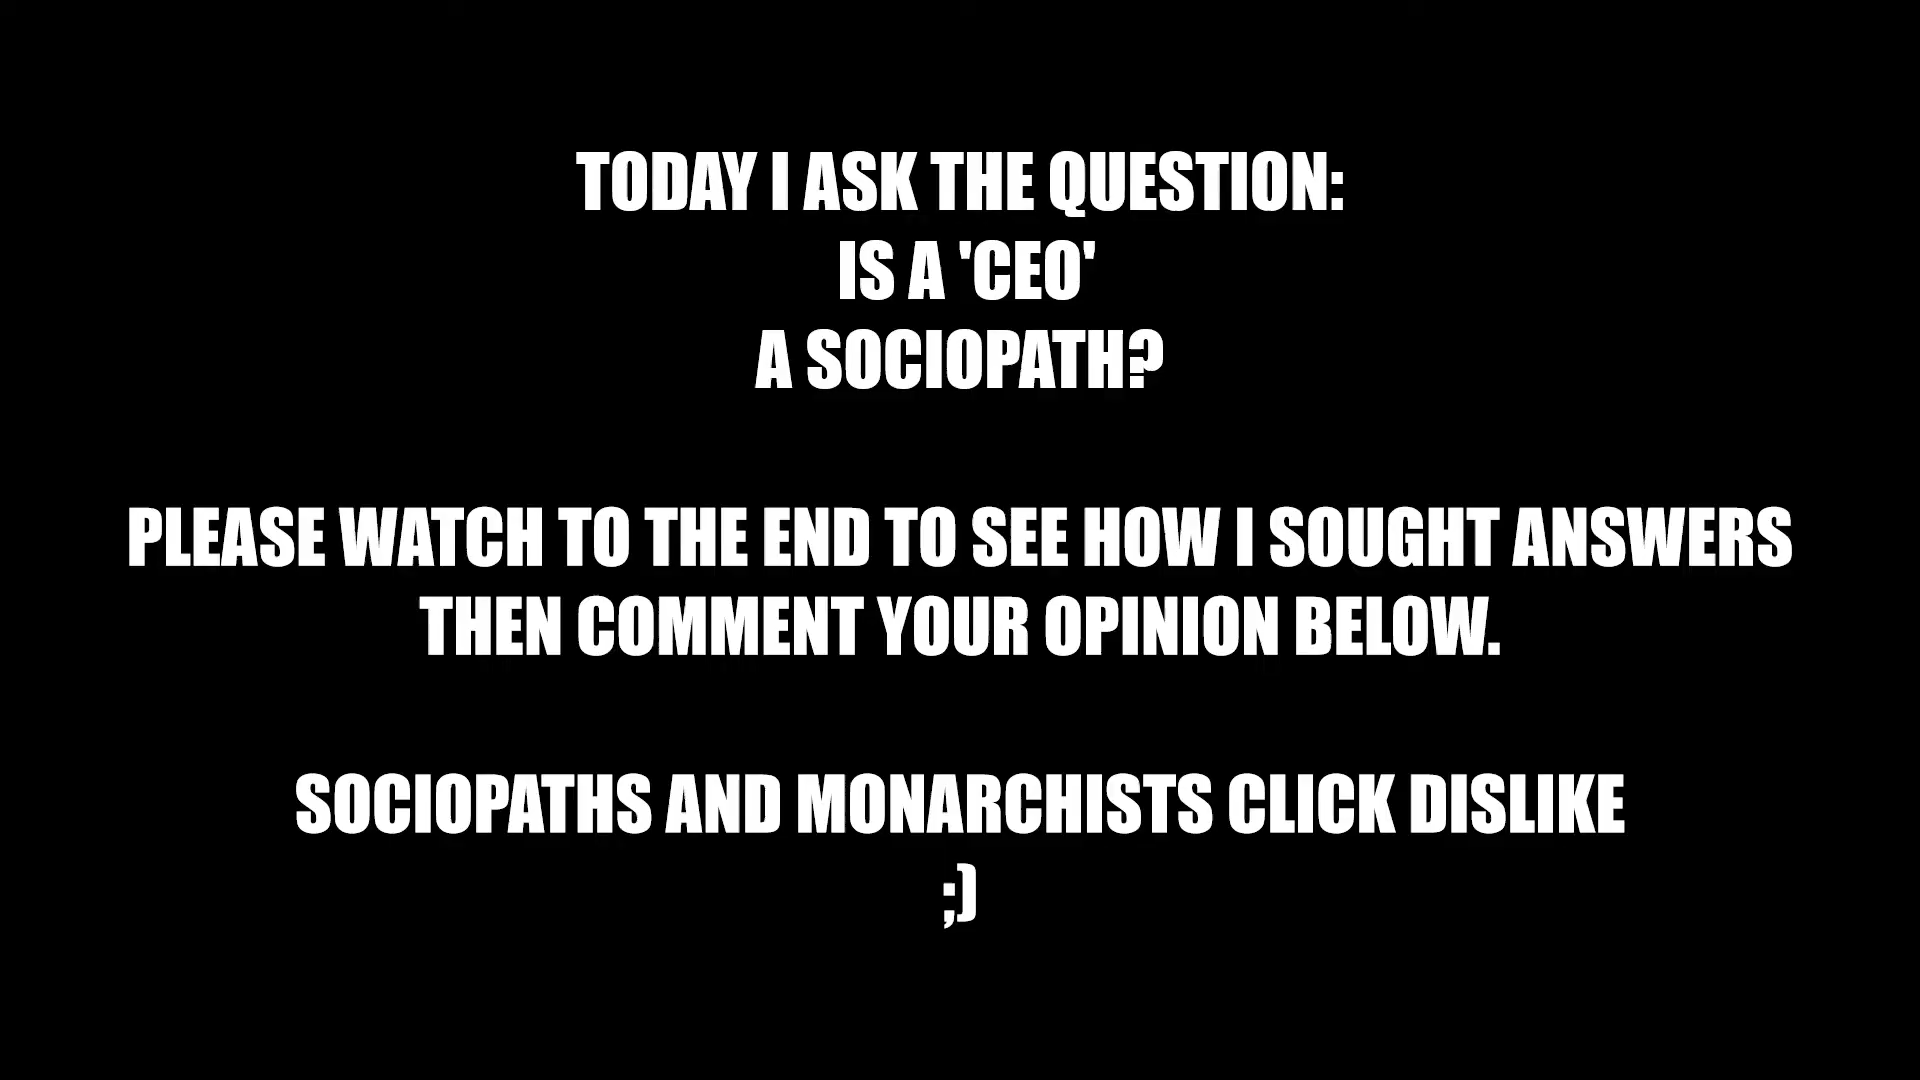 TODAY I ASK THE QUESTION:
IS A 'CEO'
A SOCIOPATH?
PLEASE WATCH TO THE END TO SEE HOW I SOUGHT ANSWERS
THEN COMMENT YOUR OPINION BELOW.
SOCIOPATHS AND MONARCHISTS CLICK DISLIKE
;)